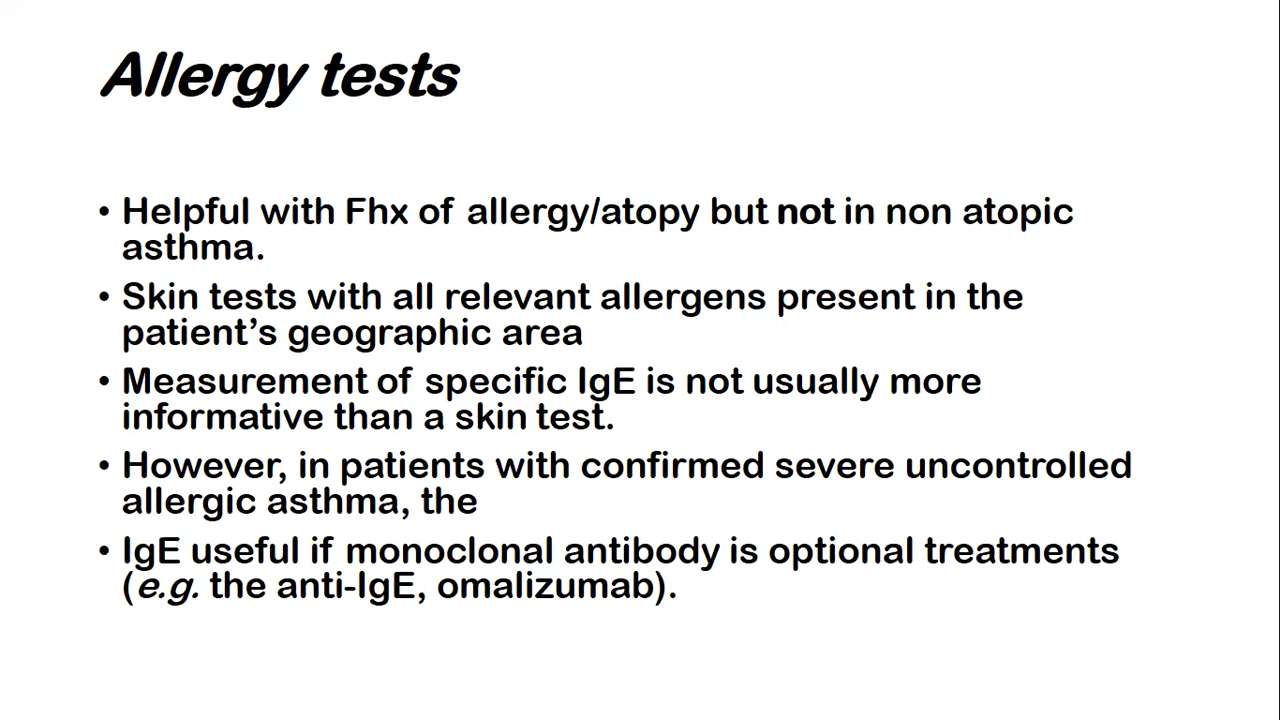 Allergy tests
• Helpful with Fhx of allergy/atopy but not in non atopic
asthma.
• Skin tests with all relevant allergens present in the
patient’s geographic area
• Measurement of specific IgE is not usually more
informative than a skin test.
• However, in patients with confirmed severe uncontrolled
allergic asthma, the
• IgE useful if monoclonal antibody is optional treatments
(e.g. the anti-IgE, omalizumab).